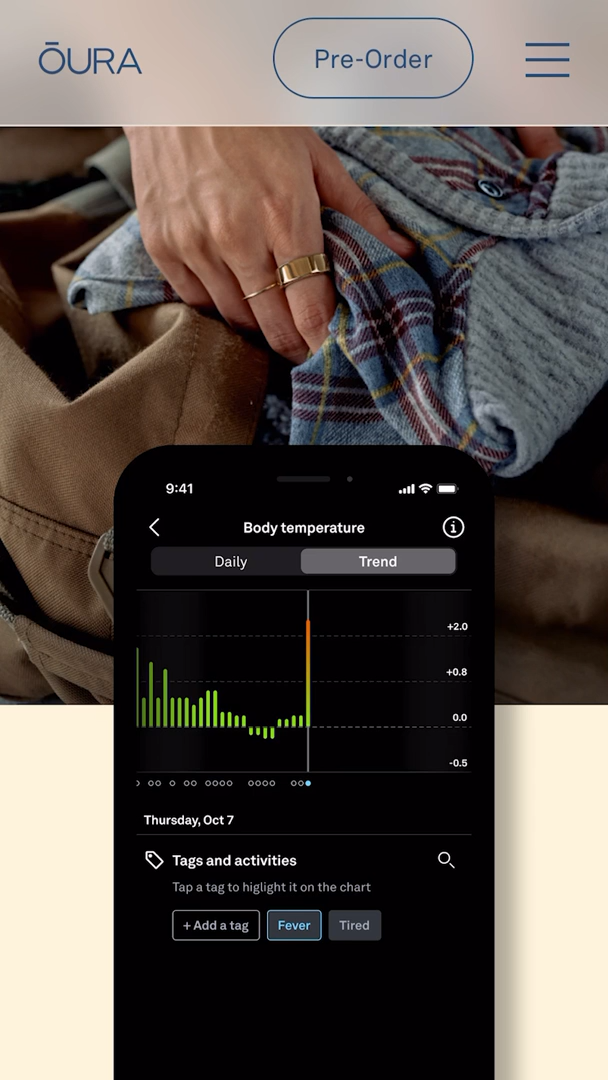 ŌURA
Pre-Order
9:41
Body temperature
Daily
Trend
+2.0
+0.8
0.0
-0.5
Thursday, Oct 7
Tags and activities
Tap a tag to higlight it on the chart
+ Add a tag
Fever
Tired